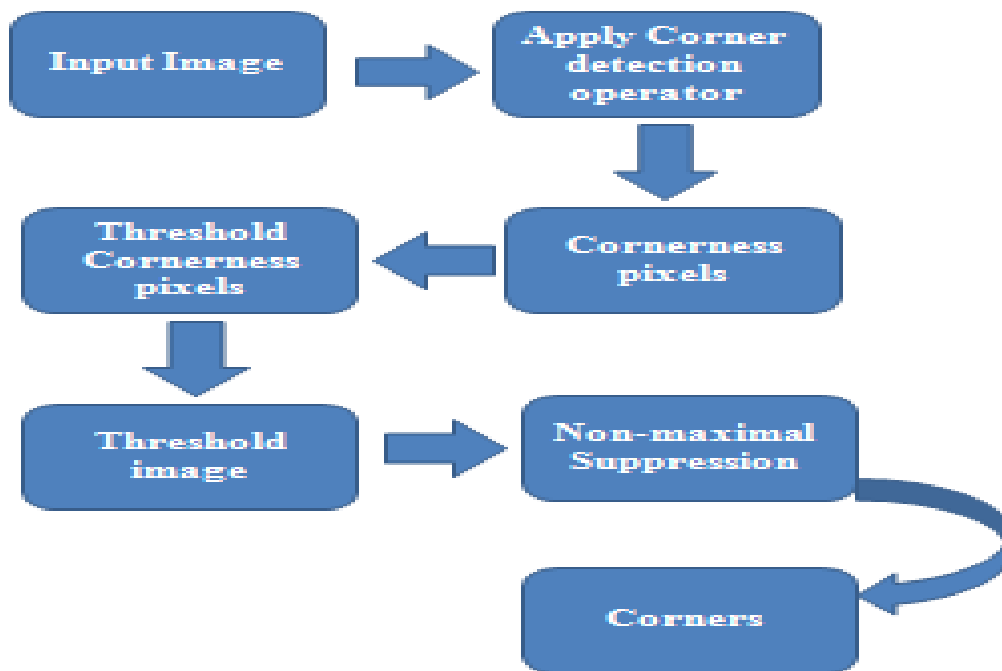 Input Image
Apply Corner
detection
operator
Cornerness
pixels
Threshold
Cornerness
pixels
Threshold
image
Non-maximal
Suppression
Corners